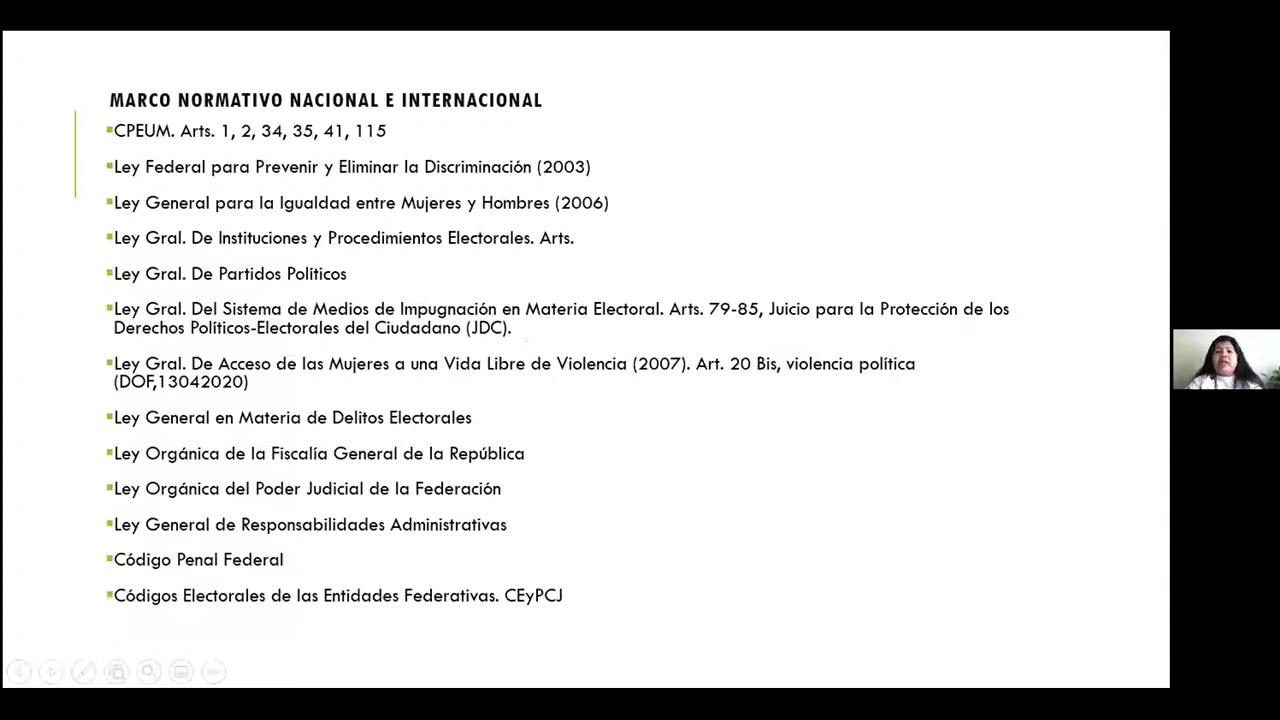 MARCO NORMATIVO NACIONAL E INTERNACIONAL
CPEUM. Arts. 1, 2, 34, 35, 41, 115
Ley Federal para Prevenir y Eliminar la Discriminación (2003)
Ley General para la Igualdad entre Mujeres y Hombres (2006)
Ley Gral. De Instituciones y Procedimientos Electorales. Arts.
Ley Gral. De Partidos Políticos
Ley Gral. Del Sistema de Medios de Impugnación en Materia Electoral. Arts. 79-85, Juicio para la Protección de los
Derechos Políticos-Electorales del Ciudadano (JDC).
Ley Gral. De Acceso de las Mujeres a una Vida Libre de Violencia (2007). Art. 20 Bis, violencia política
(DOF,13042020)
Ley General en Materia de Delitos Electorales
Ley Orgánica de la Fiscalía General de la República
Ley Orgánica del Poder Judicial de la Federación
Ley General de Responsabilidades Administrativas
Código Penal Federal
Códigos Electorales de las Entidades Federativas. CEyPCJ